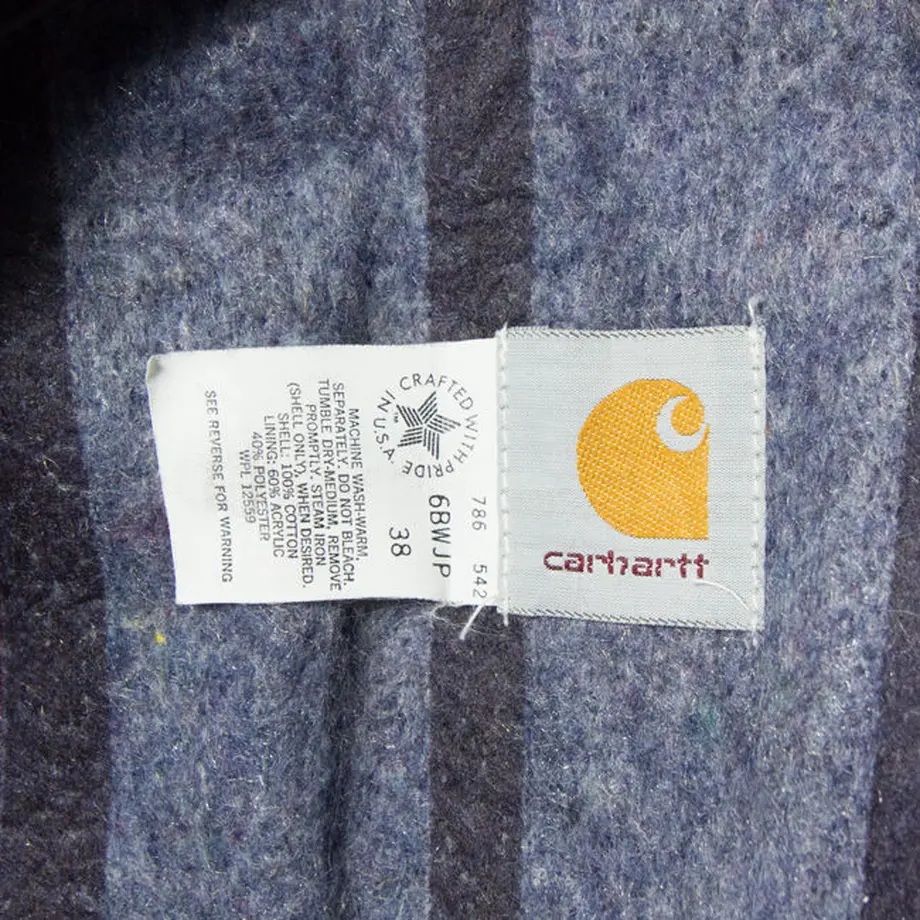 carhartt
786 542
6BWJP
38
CRAFTED WITH PRIDE
IN U.S.A.
MACHINE WASH-WARM
SEPARATELY. DO NOT BLEACH.
TUMBLE DRY-MEDIUM, REMOVE
PROMPTLY. STEAM IRON
(SHELL ONLY), WHEN DESIRED.
SHELL: 100% COTTON
LINING: 60% ACRYLIC
40% POLYESTER
WPL 12559
SEE REVERSE FOR WARNING